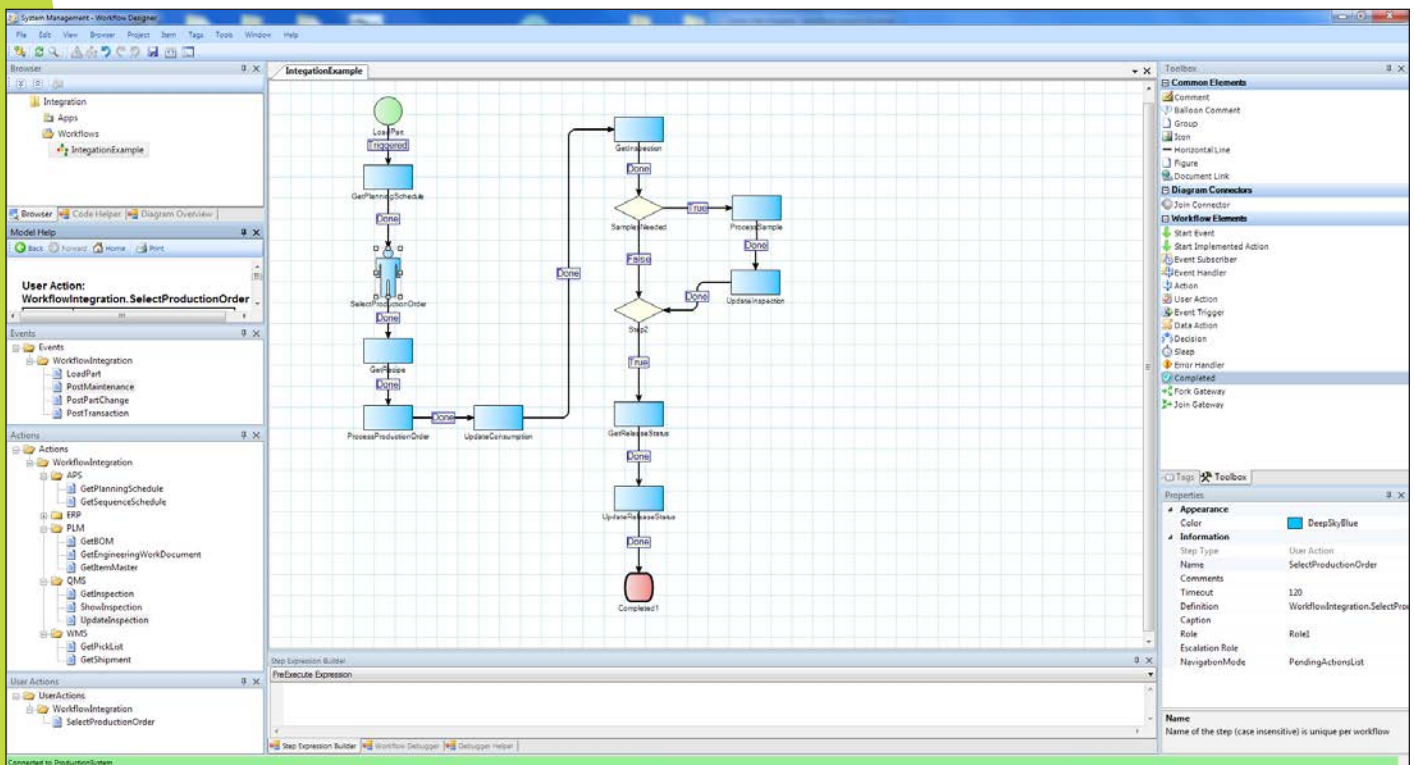 System Management - Workflow Designer
File Edit View Browser Project Item Tags Tools Window Help
Browser
Integration
Apps
Workflows
IntegationExample
Browser Code Helper Diagram Overview
Model Help
Back Forward Home Print
User Action:
WorkflowIntegration.SelectProductionOrder
Events
Events
WorkflowIntegration
LoadPart
PostMaintenance
PostPartChange
PostTransaction
Actions
Actions
WorkflowIntegration
APS
GetPlanningSchedule
GetSequenceSchedule
ERP
PLM
GetBOM
GetEngineeringWorkDocument
GetItemMaster
QMS
GetInspection
ShowInspection
UpdateInspection
WMS
GetPickList
GetShipment
User Actions
UserActions
WorkflowIntegration
SelectProductionOrder
Connected to ProductionSystem
IntegationExample
LoadPart
Triggered
GetPlanningSchedule
Done
SelectProductionOrder
Done
GetRecipe
Done
ProcessProductionOrder
Done
UpdateConsumption
Done
GetInspection
Done
SamplesNeeded
True
ProcessSample
Done
UpdateInspection
Done
False
Step2
True
GetReleaseStatus
Done
UpdateReleaseStatus
Done
Completed1
Step Expression Builder
PreExecute Expression
Step Expression Builder Workflow Debugger Debugger Helper
Toolbox
Common Elements
Comment
Balloon Comment
Group
Icon
Horizontal Line
Figure
Document Link
Diagram Connectors
Join Connector
Workflow Elements
Start Event
Start Implemented Action
Event Subscriber
Event Handler
Action
User Action
Event Trigger
Data Action
Decision
Sleep
Error Handler
Completed
Fork Gateway
Join Gateway
Tags Toolbox
Properties
Appearance
Color DeepSkyBlue
Information
Step Type User Action
Name SelectProductionOrder
Comments
Timeout 120
Definition WorkflowIntegration.SelectPro
Caption
Role Role1
Escalation Role
NavigationMode PendingActionsList
Name
Name of the step (case insensitive) is unique per workflow